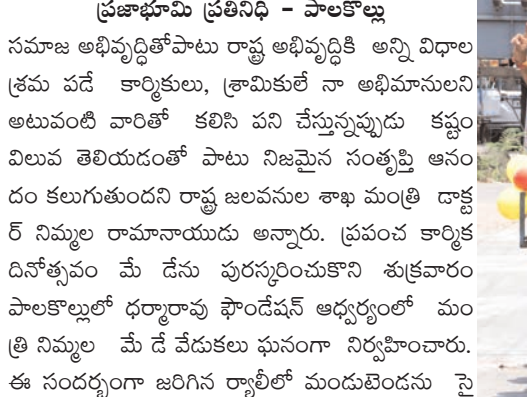 ప్రజాభూమి ప్రతినిధి - పాలకొల్లు
సమాజ అభివృద్ధితోపాటు రాష్ట్ర అభివృద్ధికి అన్ని విధాల
శ్రమ పడే కార్మికులు, శ్రామికులే నా అభిమానులని
అటువంటి వారితో కలిసి పని చేస్తున్నప్పుడు కష్టం
విలువ తెలియడంతో పాటు నిజమైన సంతృప్తి ఆనం
దం కలుగుతుందని రాష్ట్ర జలవనుల శాఖ మంత్రి డాక్ట
ర్ నిమ్మల రామానాయుడు అన్నారు. ప్రపంచ కార్మిక
దినోత్సవం మే డేను పురస్కరించుకొని శుక్రవారం
పాలకొల్లులో ధర్మారావు ఫౌండేషన్ ఆధ్వర్యంలో మం
త్రి నిమ్మల మే డే వేడుకలు ఘనంగా నిర్వహించారు.
ఈ సందర్భంగా జరిగిన ర్యాలీలో మండుటెండను సై